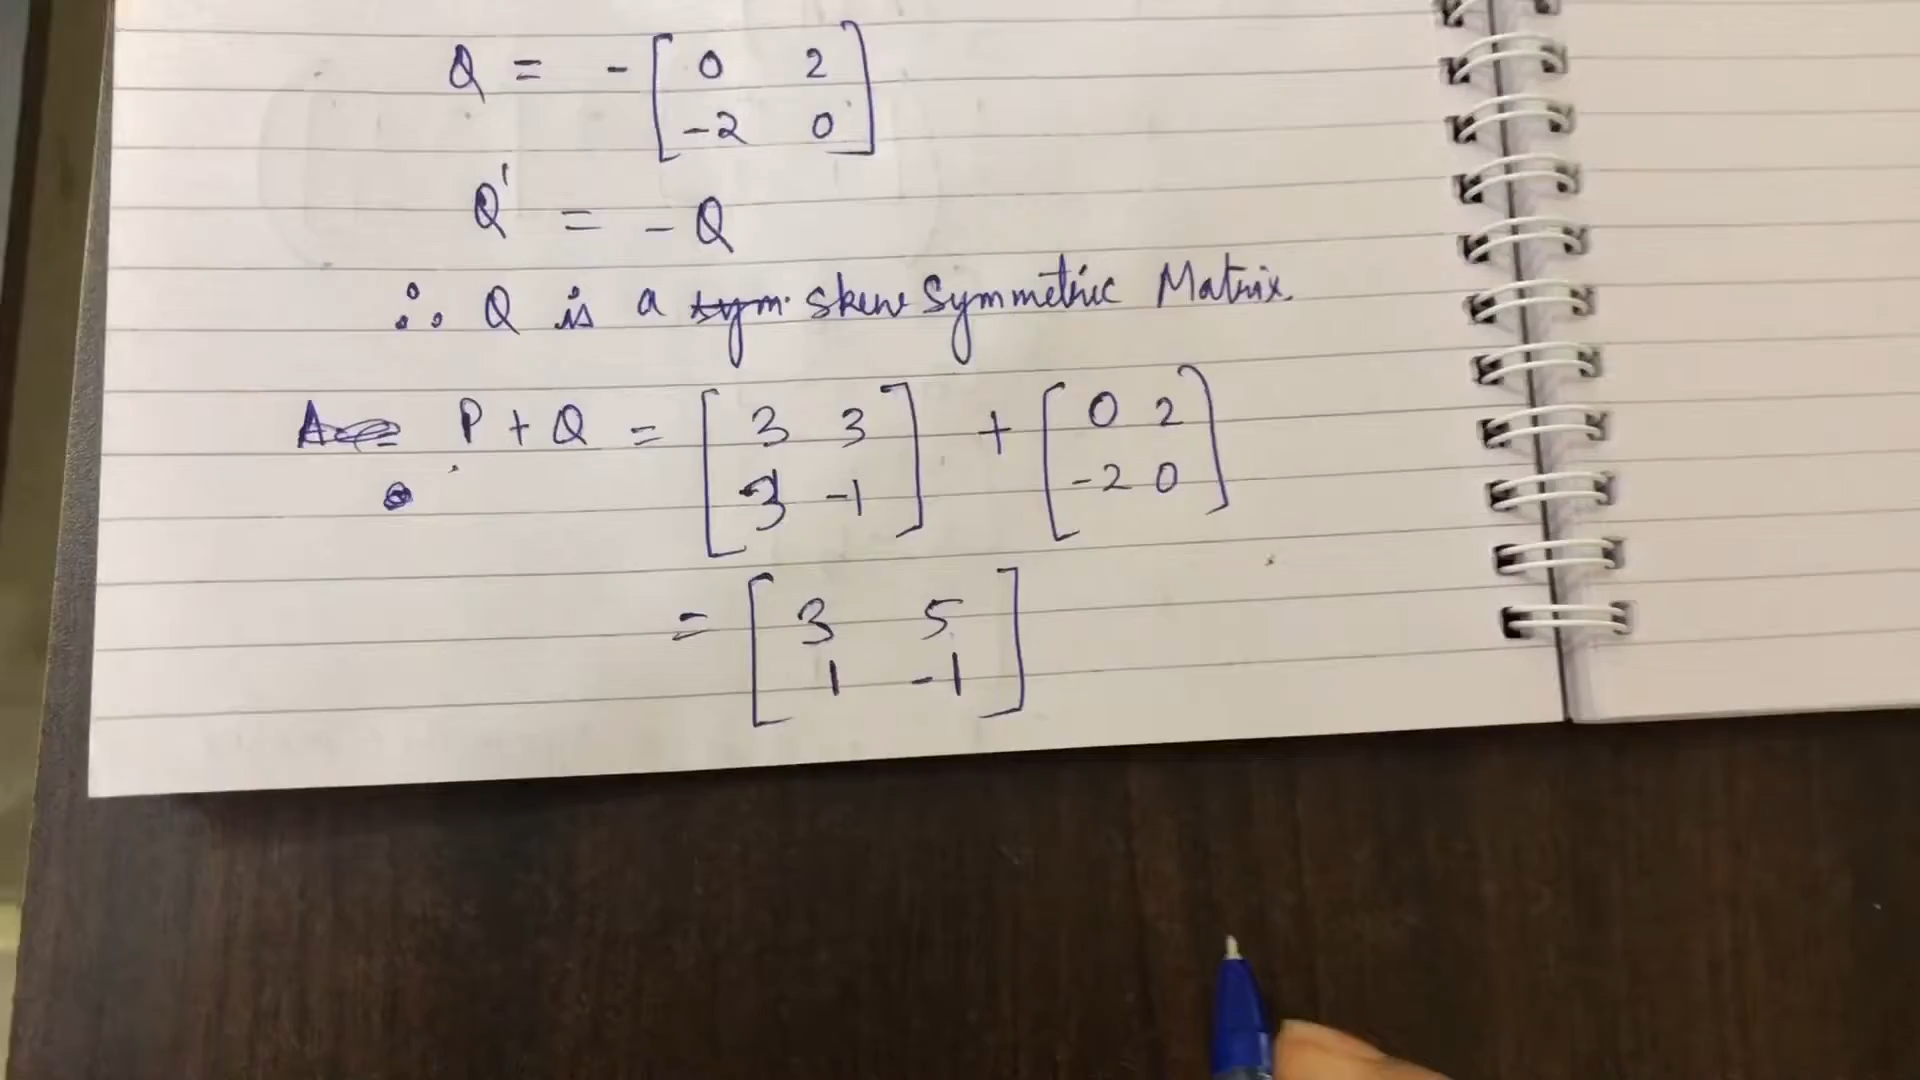 Q = - [ 0 2
-2 0 ]
Q' = - Q
∴ Q is a sym. skew Symmetric Matrix.
P + Q = [ 3 3
3 -1 ] + [ 0 2
-2 0 ]
= [ 3 5
1 -1 ]